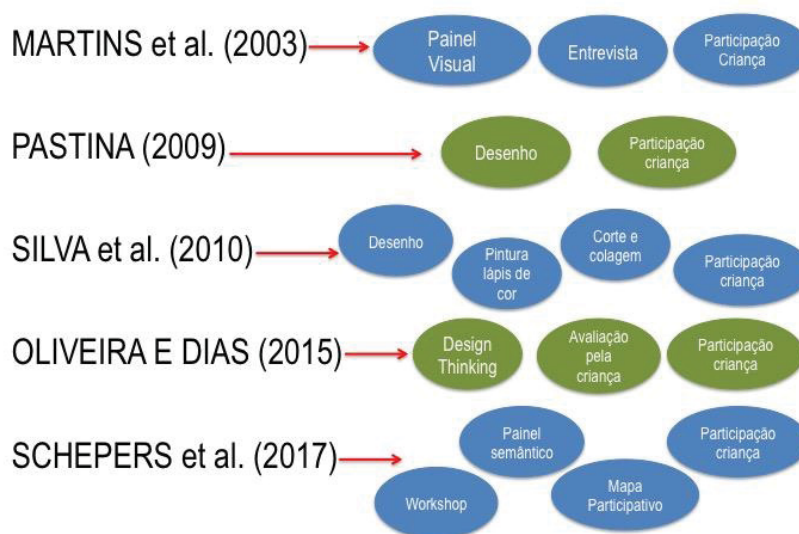 MARTINS et al. (2003)
Painel
Visual
Entrevista
Participação
Criança
PASTINA (2009)
Desenho
Participação
criança
SILVA et al. (2010)
Desenho
Pintura
lápis de
cor
Corte e
colagem
Participação
criança
OLIVEIRA E DIAS (2015)
Design
Thinking
Avaliação
pela
criança
Participação
criança
SCHEPERS et al. (2017)
Workshop
Painel
semântico
Mapa
Participativo
Participação
criança